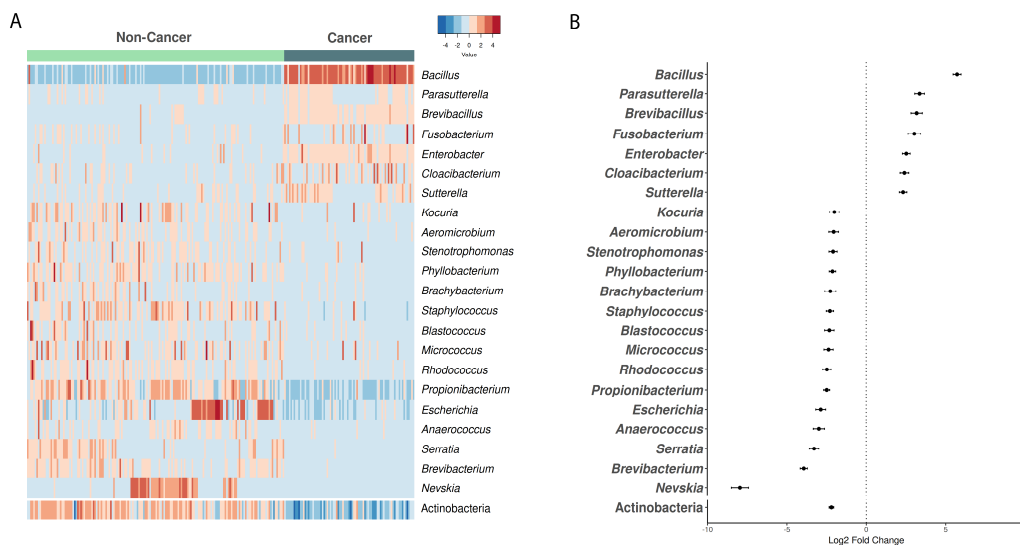 A
Non-Cancer
Cancer
-4 -2 0 2 4
Value
Bacillus
Parasutterella
Brevibacillus
Fusobacterium
Enterobacter
Cloacibacterium
Sutterella
Kocuria
Aeromicrobium
Stenotrophomonas
Phyllobacterium
Brachybacterium
Staphylococcus
Blastococcus
Micrococcus
Rhodococcus
Propionibacterium
Escherichia
Anaerococcus
Serratia
Brevibacterium
Nevskia
Actinobacteria
B
Bacillus
Parasutterella
Brevibacillus
Fusobacterium
Enterobacter
Cloacibacterium
Sutterella
Kocuria
Aeromicrobium
Stenotrophomonas
Phyllobacterium
Brachybacterium
Staphylococcus
Blastococcus
Micrococcus
Rhodococcus
Propionibacterium
Escherichia
Anaerococcus
Serratia
Brevibacterium
Nevskia
Actinobacteria
-10 -5 0 5
Log2 Fold Change